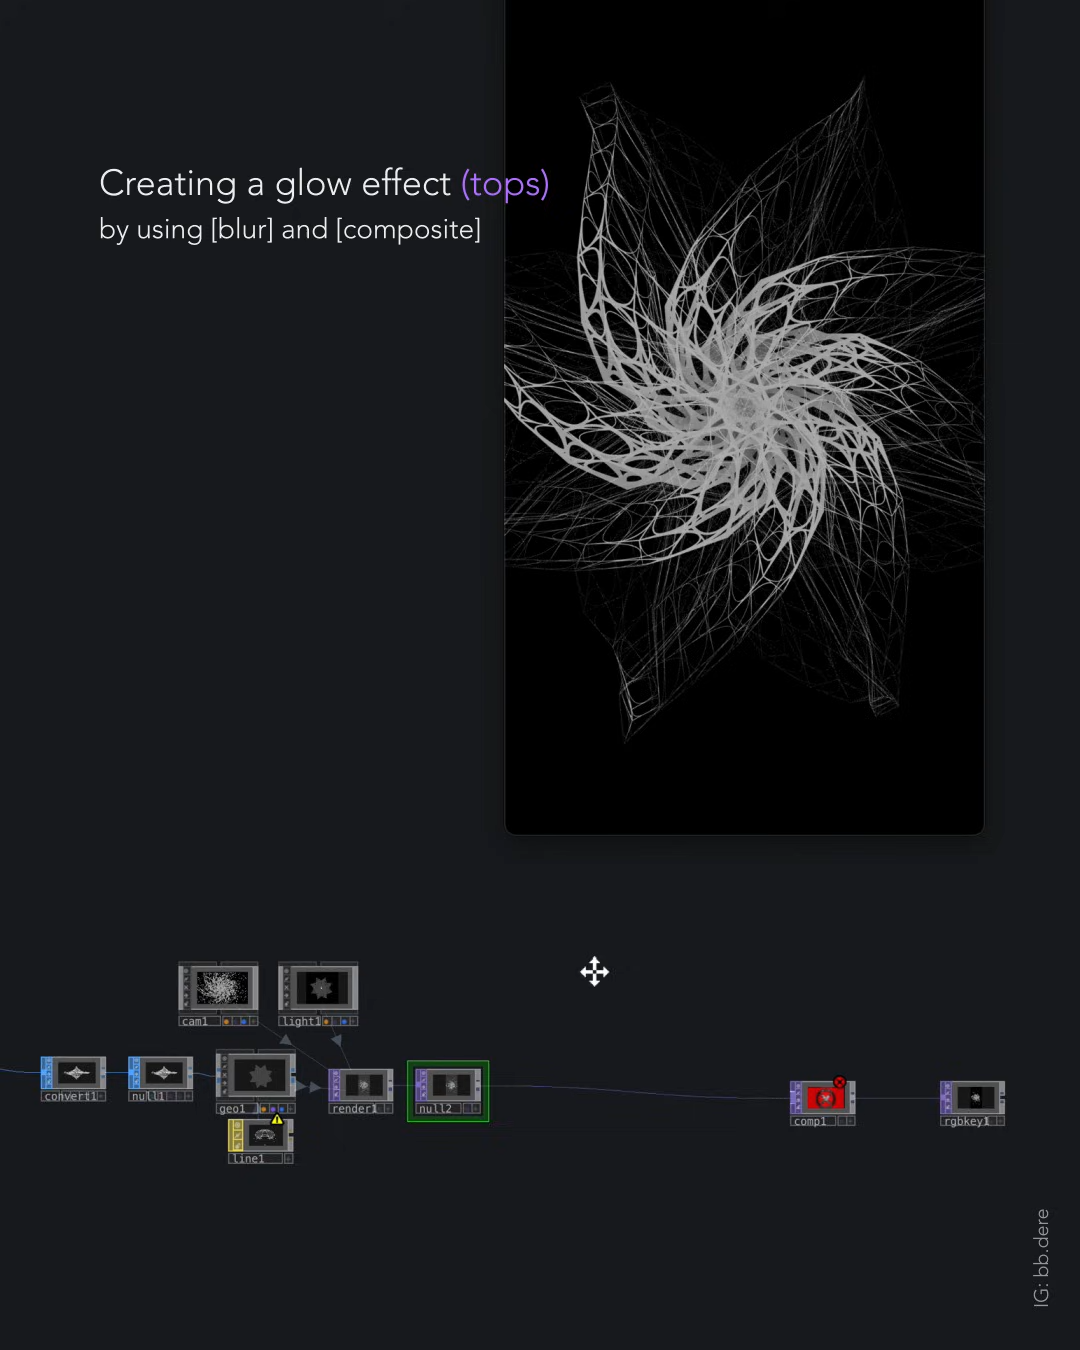 Creating a glow effect (tops)
by using [blur] and [composite]
cam1
light1
convert1
null1
geo1
render1
null2
comp1
rgbkey1
line1
IG: bb.dere